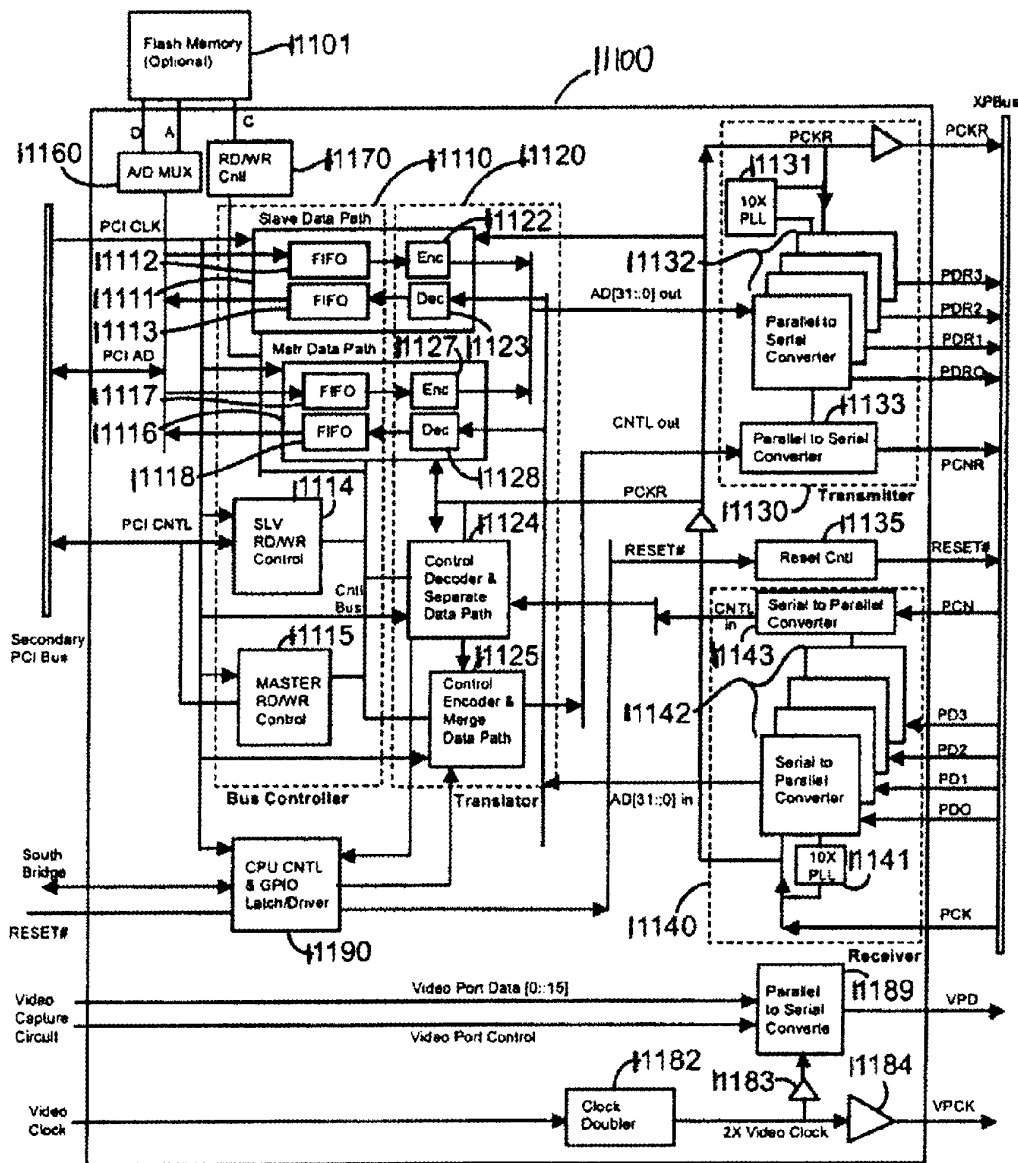 Flash Memory
(Optional)
11101
11100
XPBus
D
A
C
11160
A/D MUX
RD/WR
Cntl
11170
11110
11120
PCKR
PCKR
11131
10X
PLL
PCI CLK
Slave Data Path
11122
11112
FIFO
Enc
11132
11111
FIFO
Dec
AD[31::0] out
PDR3
11113
Parallel to
Serial
Converter
PDR2
PCI AD
Mstr Data Path
11127
11123
PDR1
11117
FIFO
Enc
PDR0
11116
FIFO
Dec
CNTL out
11133
Parallel to Serial
Converter
PCNR
11118
11128
11114
PCKR
Transmitter
11130
PCI CNTL
SLV
RD/WR
Control
11124
11135
RESET#
Reset Cntl
RESET#
Control
Decoder &
Separate
Data Path
Cntl
Bus
CNTL
in
Serial to Parallel
Converter
PCN
Secondary
PCI Bus
11115
11125
11143
MASTER
RD/WR
Control
Control
Encoder &
Merge
Data Path
11142
PD3
PD2
Serial to
Parallel
Converter
PD1
Bus Controller
Translator
AD[31::0] in
PD0
South
Bridge
CPU CNTL
& GPIO
Latch/Driver
10X
PLL
11141
PCK
RESET#
11190
11140
Receiver
Video
Capture
Circuit
Video Port Data [0::15]
Parallel
to Serial
Converte
11189
VPD
Video Port Control
11182
11183
11184
Video
Clock
Clock
Doubler
2X Video Clock
VPCK